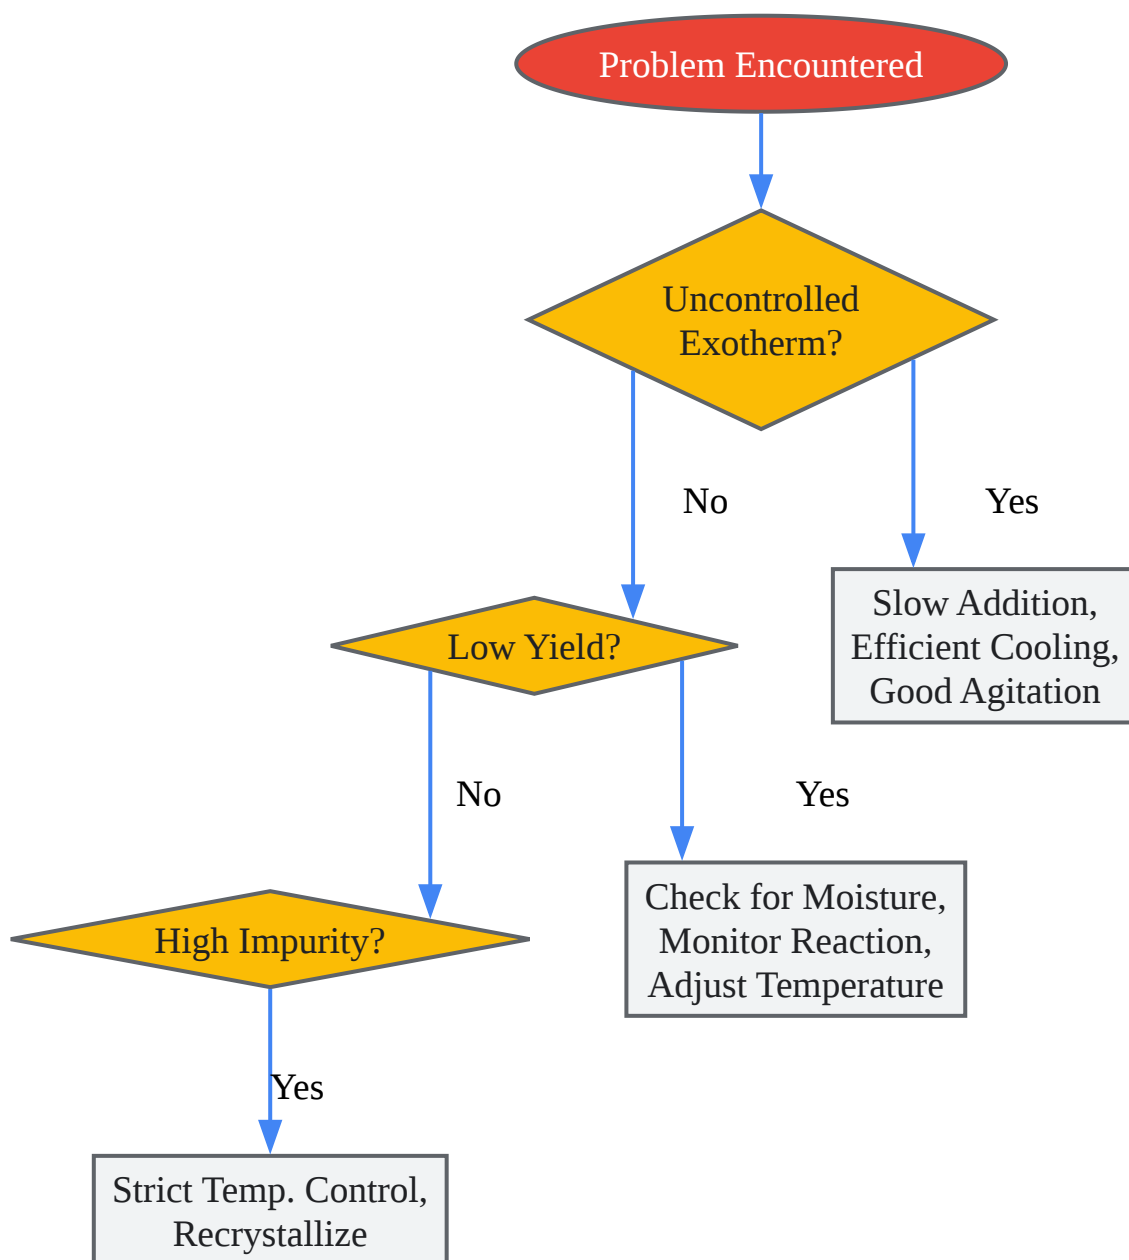 Problem Encountered
Uncontrolled
Exotherm?
No
Yes
Slow Addition,
Efficient Cooling,
Good Agitation
Low Yield?
No
Yes
Check for Moisture,
Monitor Reaction,
Adjust Temperature
High Impurity?
Yes
Strict Temp. Control,
Recrystallize